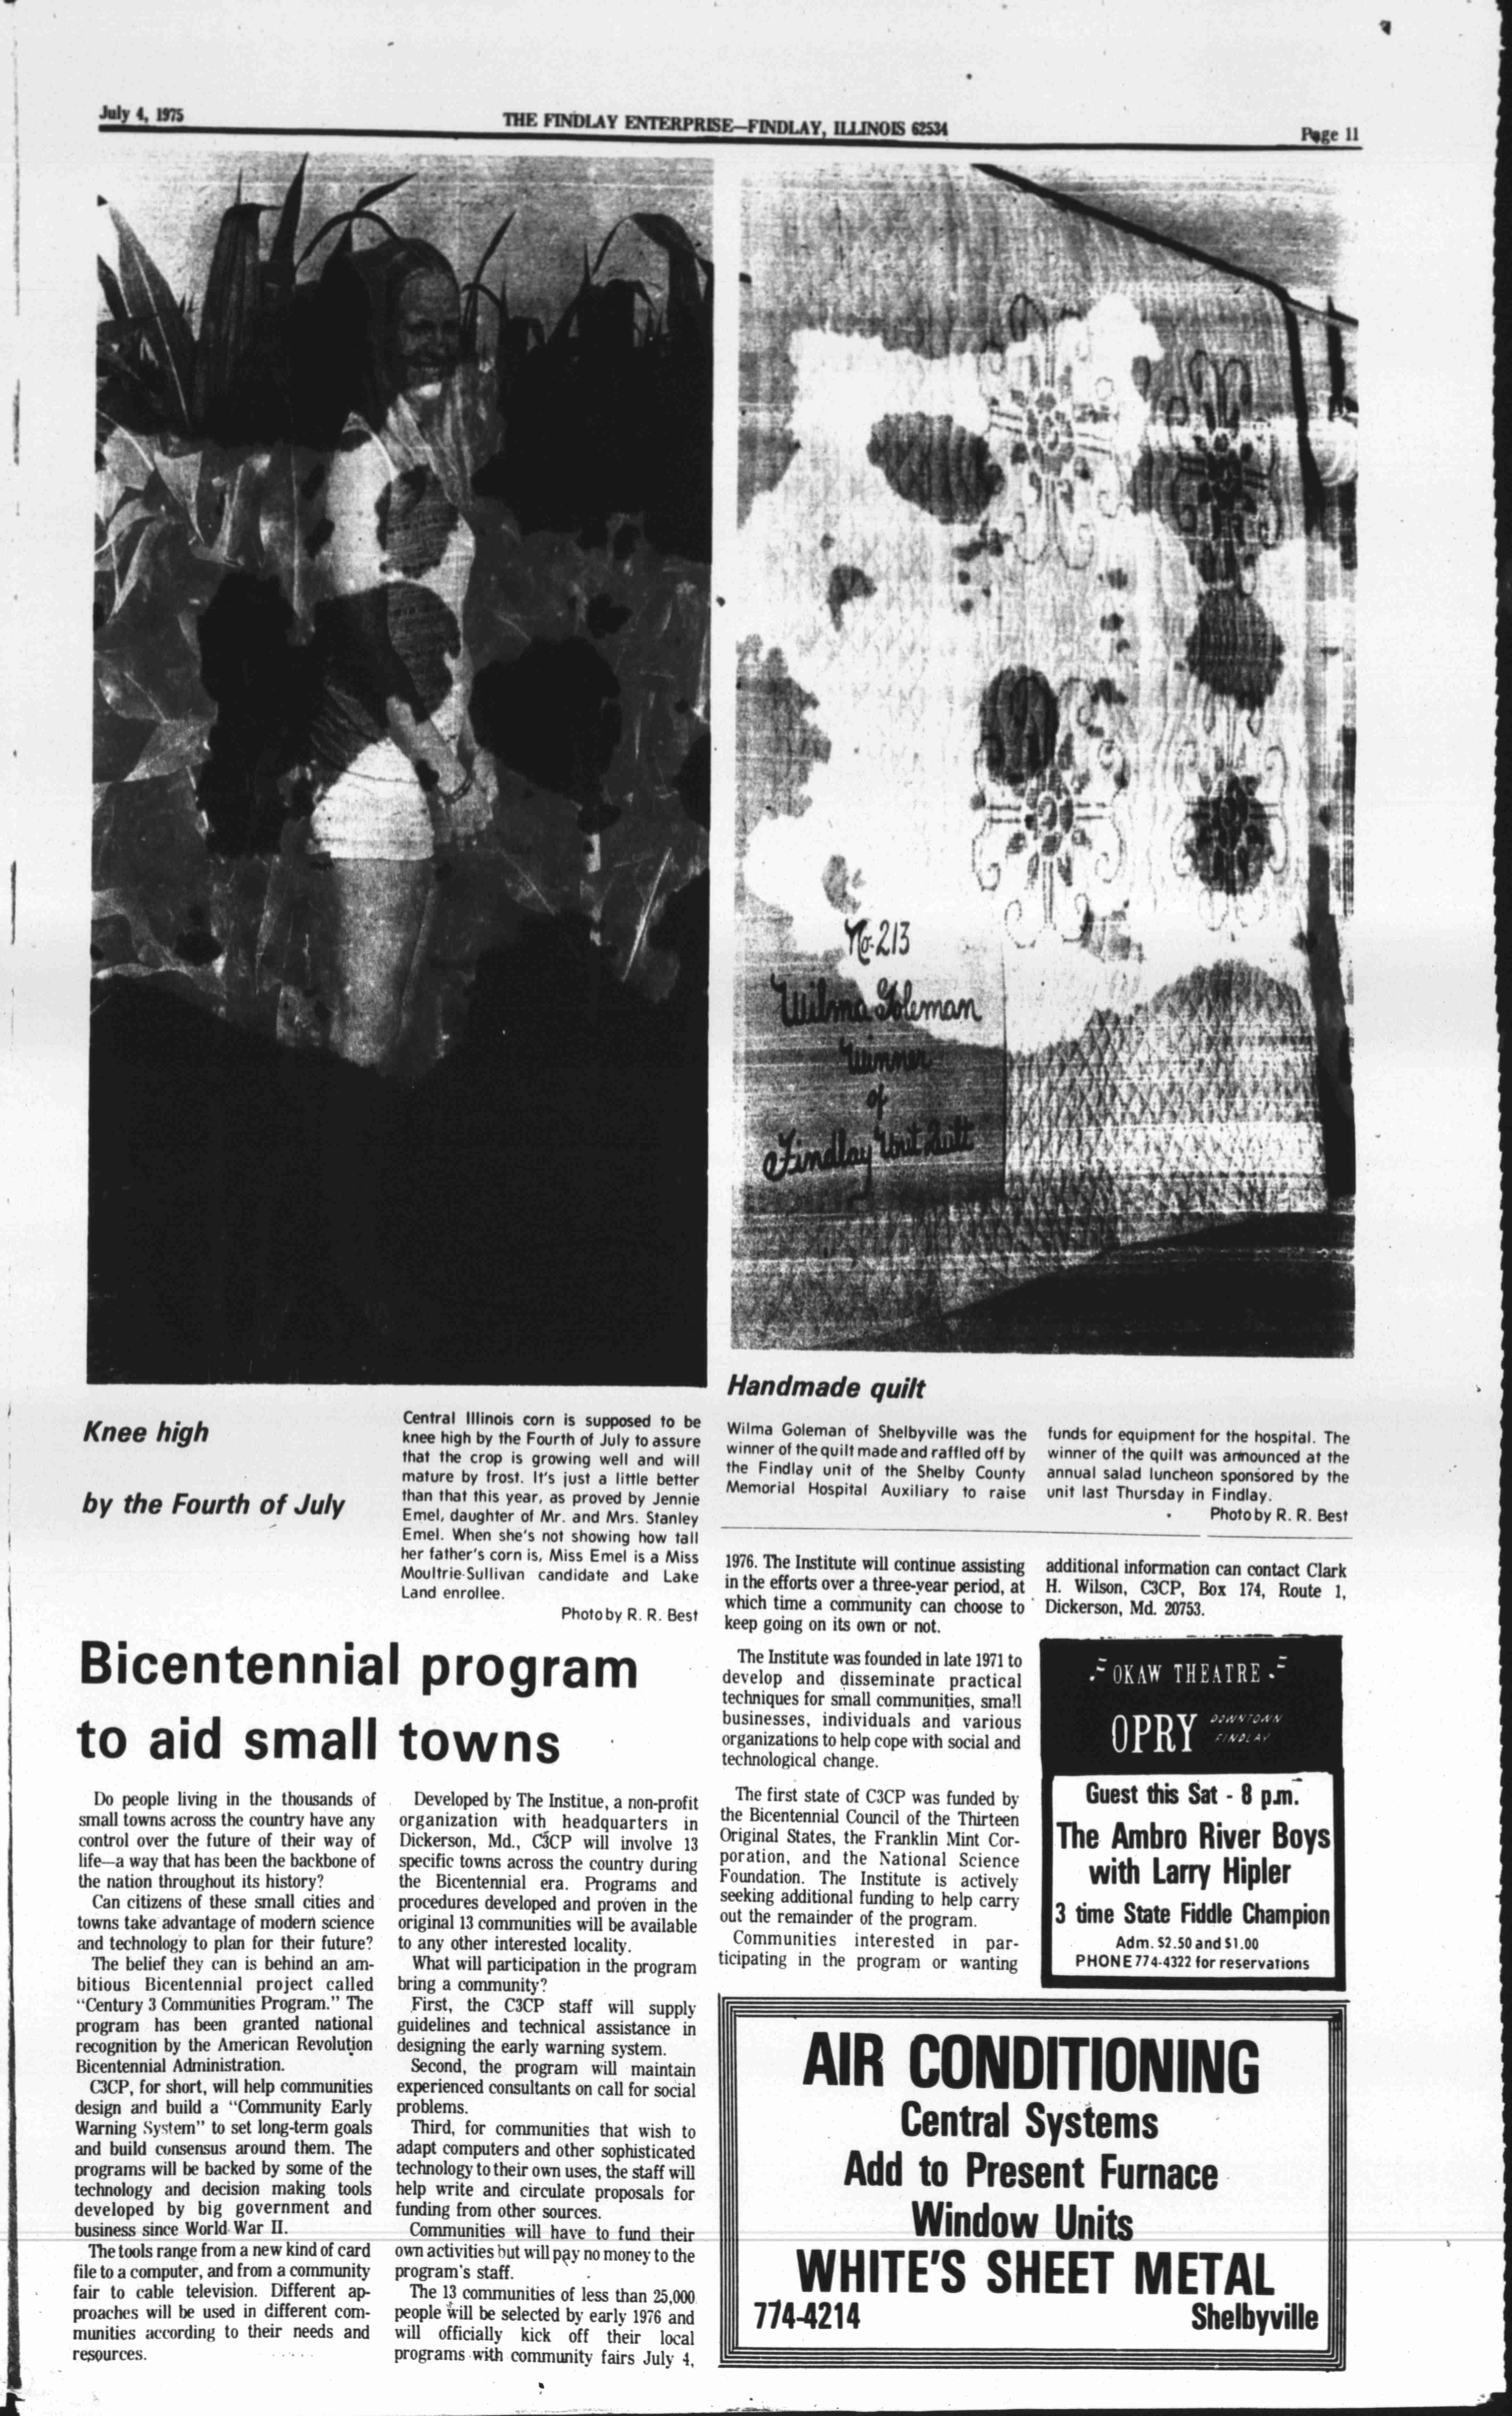 July 4, 1975
THE FINDLAY ENTERPRISE—FINDLAY, ILLINOIS 62534
Page 11
No. 213
Wilma Goleman
Winner
of
Findlay Unit Quilt
Knee high
by the Fourth of July
Central Illinois corn is supposed to be
knee high by the Fourth of July to assure
that the crop is growing well and will
mature by frost. It's just a little better
than that this year, as proved by Jennie
Emel, daughter of Mr. and Mrs. Stanley
Emel. When she's not showing how tall
her father's corn is, Miss Emel is a Miss
Moultrie-Sullivan candidate and Lake
Land enrollee.
Photo by R. R. Best
Handmade quilt
Wilma Goleman of Shelbyville was the
winner of the quilt made and raffled off by
the Findlay unit of the Shelby County
Memorial Hospital Auxiliary to raise
funds for equipment for the hospital. The
winner of the quilt was announced at the
annual salad luncheon sponsored by the
unit last Thursday in Findlay.
Photo by R. R. Best
Bicentennial program
to aid small towns
Do people living in the thousands of
small towns across the country have any
control over the future of their way of
life—a way that has been the backbone of
the nation throughout its history?
Can citizens of these small cities and
towns take advantage of modern science
and technology to plan for their future?
The belief they can is behind an am-
bitious Bicentennial project called
"Century 3 Communities Program." The
program has been granted national
recognition by the American Revolution
Bicentennial Administration.
C3CP, for short, will help communities
design and build a "Community Early
Warning System" to set long-term goals
and build consensus around them. The
programs will be backed by some of the
technology and decision making tools
developed by big government and
business since World War II.
The tools range from a new kind of card
file to a computer, and from a community
fair to cable television. Different ap-
proaches will be used in different com-
munities according to their needs and
resources.
Developed by The Institue, a non-profit
organization with headquarters in
Dickerson, Md., C3CP will involve 13
specific towns across the country during
the Bicentennial era. Programs and
procedures developed and proven in the
original 13 communities will be available
to any other interested locality.
What will participation in the program
bring a community?
First, the C3CP staff will supply
guidelines and technical assistance in
designing the early warning system.
Second, the program will maintain
experienced consultants on call for social
problems.
Third, for communities that wish to
adapt computers and other sophisticated
technology to their own uses, the staff will
help write and circulate proposals for
funding from other sources.
Communities will have to fund their
own activities but will pay no money to the
program's staff.
The 13 communities of less than 25,000
people will be selected by early 1976 and
will officially kick off their local
programs with community fairs July 4,
1976. The Institute will continue assisting
in the efforts over a three-year period, at
which time a community can choose to
keep going on its own or not.
The Institute was founded in late 1971 to
develop and disseminate practical
techniques for small communities, small
businesses, individuals and various
organizations to help cope with social and
technological change.
The first state of C3CP was funded by
the Bicentennial Council of the Thirteen
Original States, the Franklin Mint Cor-
poration, and the National Science
Foundation. The Institute is actively
seeking additional funding to help carry
out the remainder of the program.
Communities interested in par-
ticipating in the program or wanting
additional information can contact Clark
H. Wilson, C3CP, Box 174, Route 1,
Dickerson, Md. 20753.
OKAW THEATRE
OPRY DOWNTOWN
FINDLAY
Guest this Sat - 8 p.m.
The Ambro River Boys
with Larry Hipler
3 time State Fiddle Champion
Adm. $2.50 and $1.00
PHONE 774-4322 for reservations
AIR CONDITIONING
Central Systems
Add to Present Furnace
Window Units
WHITE'S SHEET METAL
774-4214 Shelbyville